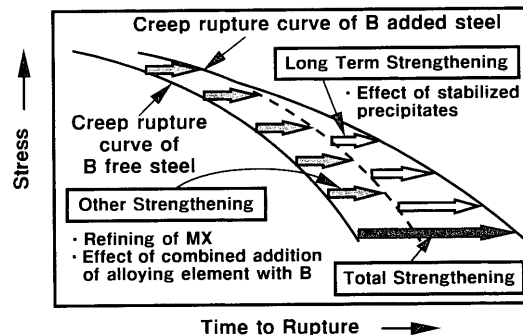 Creep rupture curve of B added steel
Long Term Strengthening
· Effect of stabilized
precipitates
Creep rupture
curve of
B free steel
Other Strengthening
· Refining of MX
· Effect of combined addition
of alloying element with B
Total Strengthening
Stress
Time to Rupture